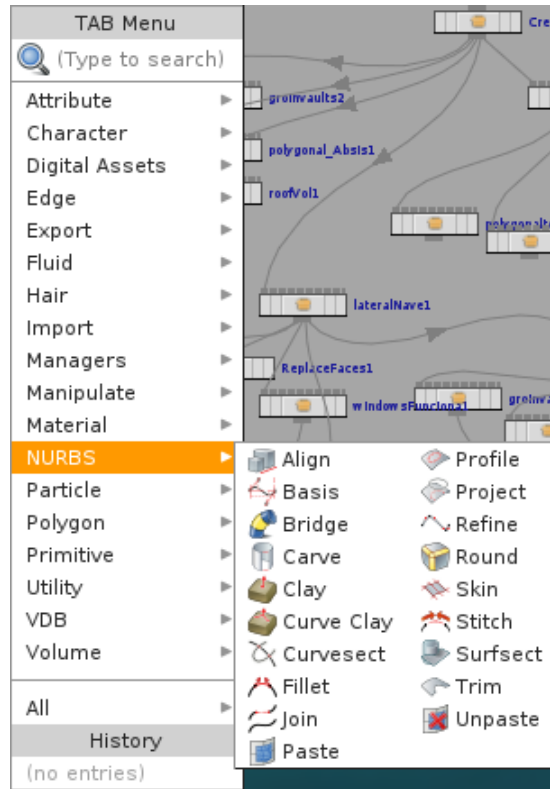 TAB Menu
(Type to search)
Attribute
Character
Digital Assets
Edge
Export
Fluid
Hair
Import
Managers
Manipulate
Material
NURBS
Particle
Polygon
Primitive
Utility
VDB
Volume
All
History
(no entries)
Align
Basis
Bridge
Carve
Clay
Curve Clay
Curvesect
Fillet
Join
Paste
Profile
Project
Refine
Round
Skin
Stitch
Surfsect
Trim
Unpaste
Cre
groinvaults2
polygonal_Absis1
roofVol1
lateralNave1
ReplaceFaces1
windowsFuncional